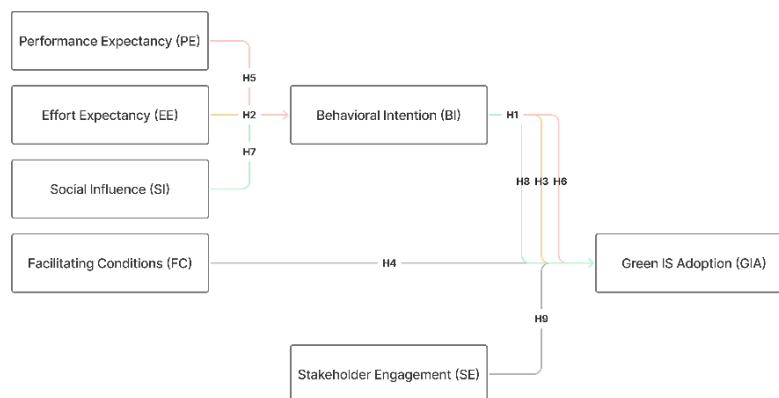 Performance Expectancy (PE)
H5
Effort Expectancy (EE)
H2
Behavioral Intention (BI)
H1
H7
Social Influence (SI)
H8
H3
H6
Facilitating Conditions (FC)
H4
Green IS Adoption (GIA)
H9
Stakeholder Engagement (SE)